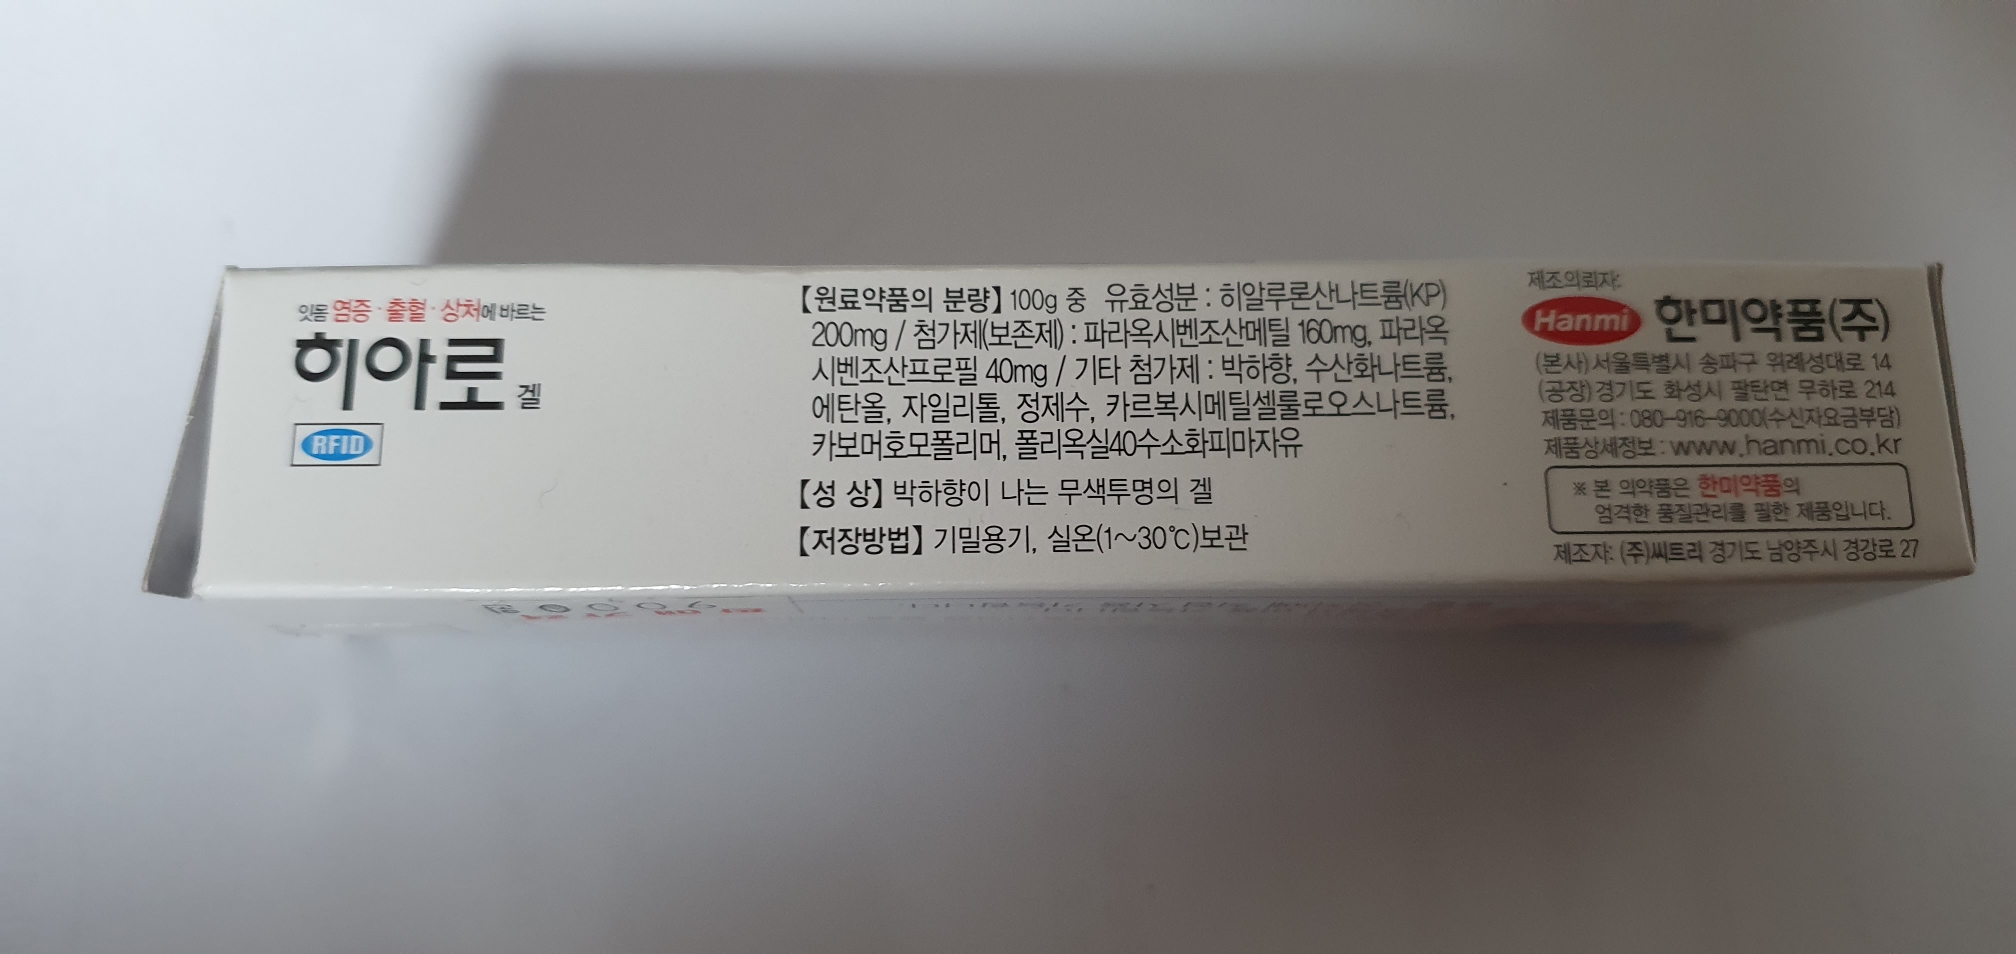 잇몸 염증·출혈·상처에 바르는
히아로 겔
RFID
【원료약품의 분량】 100g 중 유효성분 : 히알루론산나트륨(KP)
200mg / 첨가제(보존제) : 파라옥시벤조산메틸 160mg, 파라옥
시벤조산프로필 40mg / 기타 첨가제 : 박하향, 수산화나트륨,
에탄올, 자일리톨, 정제수, 카르복시메틸셀룰로오스나트륨,
카보머호모폴리머, 폴리옥실40수소화피마자유
【성 상】 박하향이 나는 무색투명의 겔
【저장방법】 기밀용기, 실온(1~30℃)보관
제조의뢰자:
Hanmi 한미약품(주)
(본사) 서울특별시 송파구 위례성대로 14
(공장) 경기도 화성시 팔탄면 무하로 214
제품문의 : 080-916-9000(수신자요금부담)
제품상세정보 : www.hanmi.co.kr
※ 본 의약품은 한미약품의
엄격한 품질관리를 필한 제품입니다.
제조자: (주)씨트리 경기도 남양주시 경강로 27